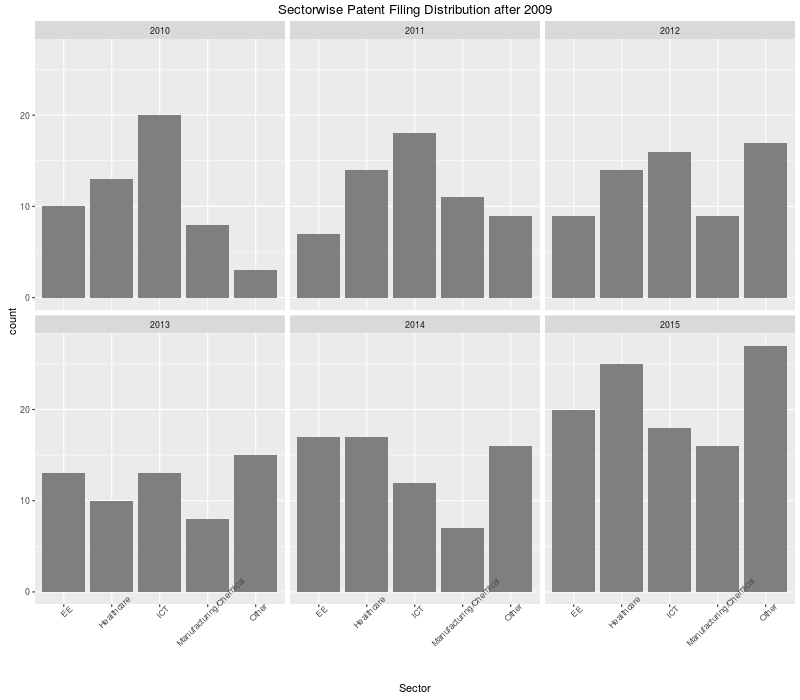 Sectorwise Patent Filing Distribution after 2009
2010 2011 2012
20
10
0
count
2013 2014 2015
20
10
0
EE Healthcare ICT Manufacturing,Chemical Other EE Healthcare ICT Manufacturing,Chemical Other EE Healthcare ICT Manufacturing,Chemical Other
Sector